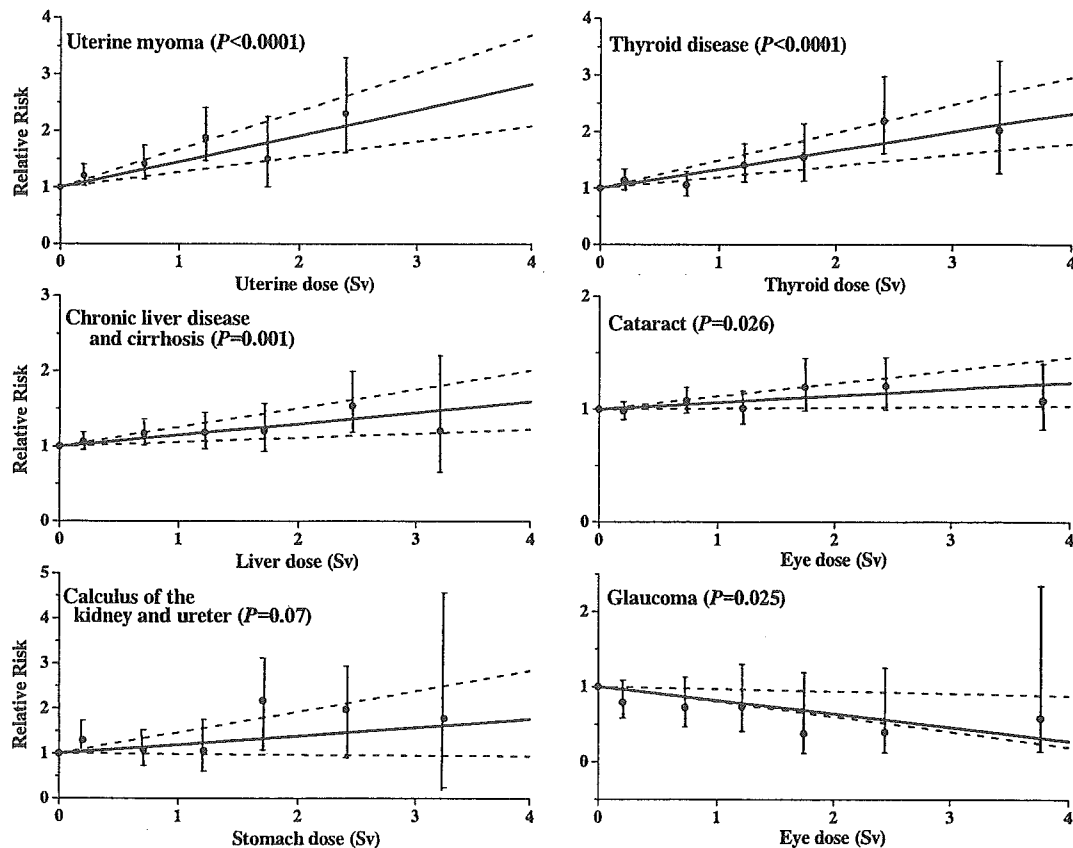 4
3
2
1
0
Relative Risk
Uterine myoma (P<0.0001)
0 1 2 3 4
Uterine dose (Sv)
4
3
2
1
0
Thyroid disease (P<0.0001)
0 1 2 3 4
Thyroid dose (Sv)
3
2
1
0
Relative Risk
Chronic liver disease
and cirrhosis (P=0.001)
0 1 2 3 4
Liver dose (Sv)
2
1
0
Cataract (P=0.026)
0 1 2 3 4
Eye dose (Sv)
5
4
3
2
1
0
Relative Risk
Calculus of the
kidney and ureter (P=0.07)
0 1 2 3 4
Stomach dose (Sv)
2
1
0
Glaucoma (P=0.025)
0 1 2 3 4
Eye dose (Sv)